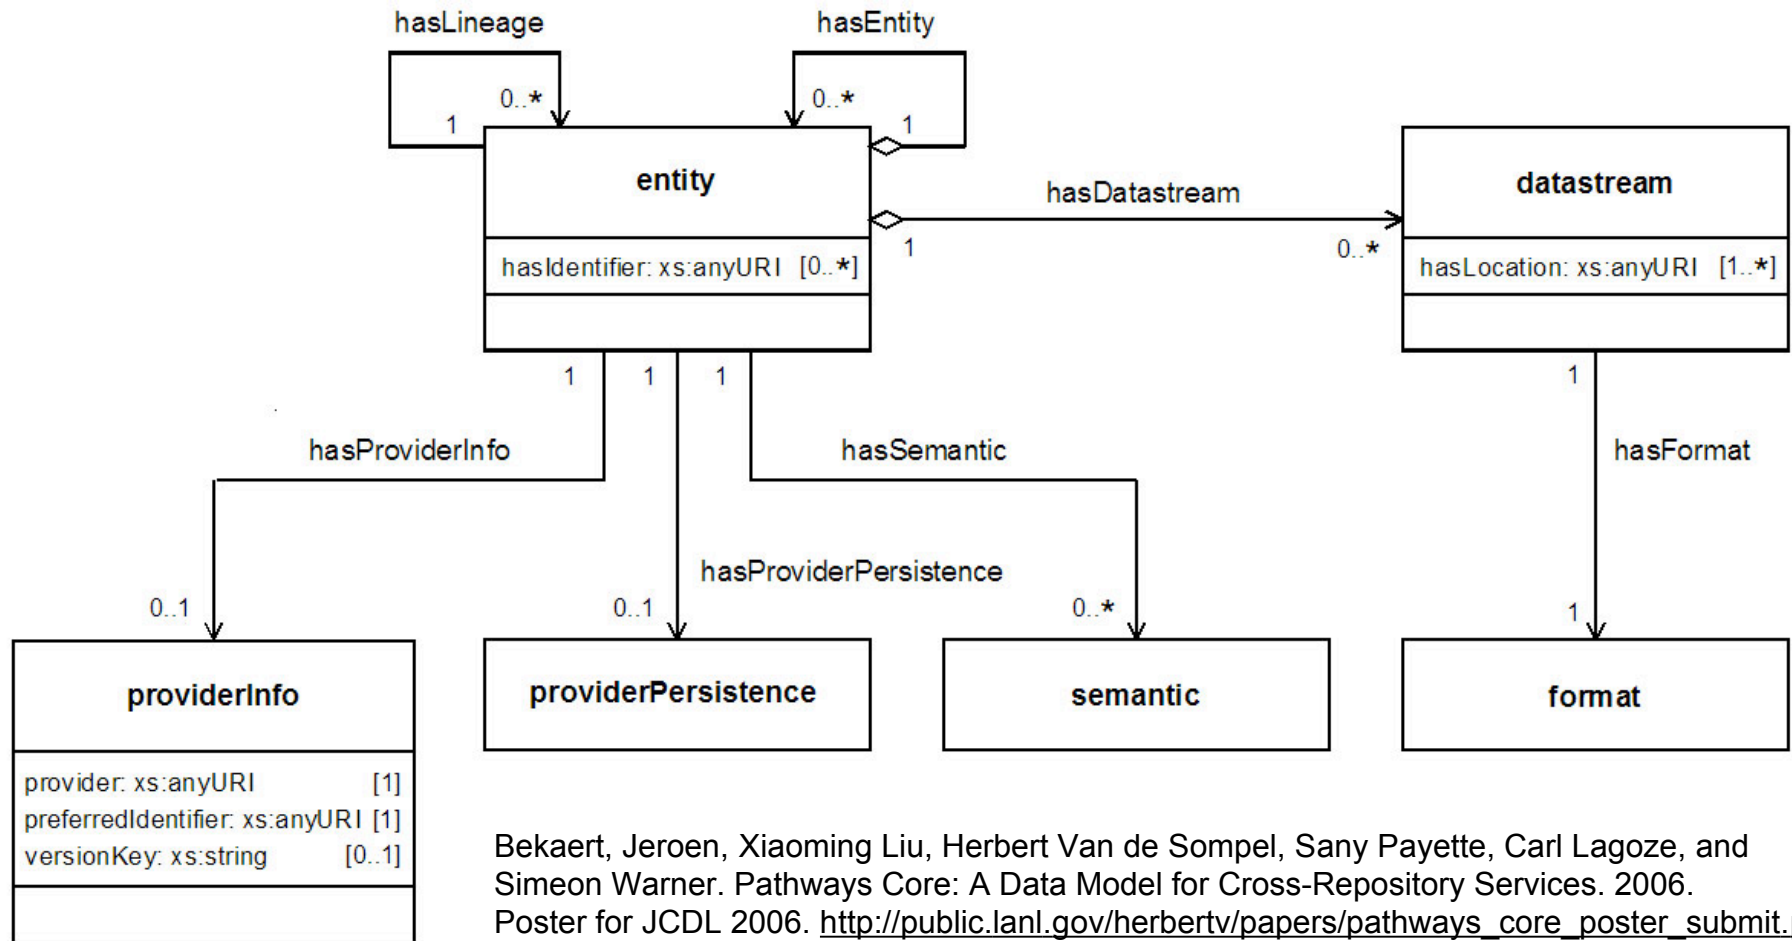 hasLineage
hasEntity
0..*
0..*
1
1
entity
datastream
hasDatastream
hasIdentifier: xs:anyURI [0..*]
1
0..*
hasLocation: xs:anyURI [1..*]
1
1
1
1
hasProviderInfo
hasSemantic
hasFormat
hasProviderPersistence
0..1
0..1
0..*
1
providerInfo
providerPersistence
semantic
format
provider: xs:anyURI [1]
preferredIdentifier: xs:anyURI [1]
versionKey: xs:string [0..1]
Bekaert, Jeroen, Xiaoming Liu, Herbert Van de Sompel, Sany Payette, Carl Lagoze, and
Simeon Warner. Pathways Core: A Data Model for Cross-Repository Services. 2006.
Poster for JCDL 2006. http://public.lanl.gov/herbertv/papers/pathways_core_poster_submit.